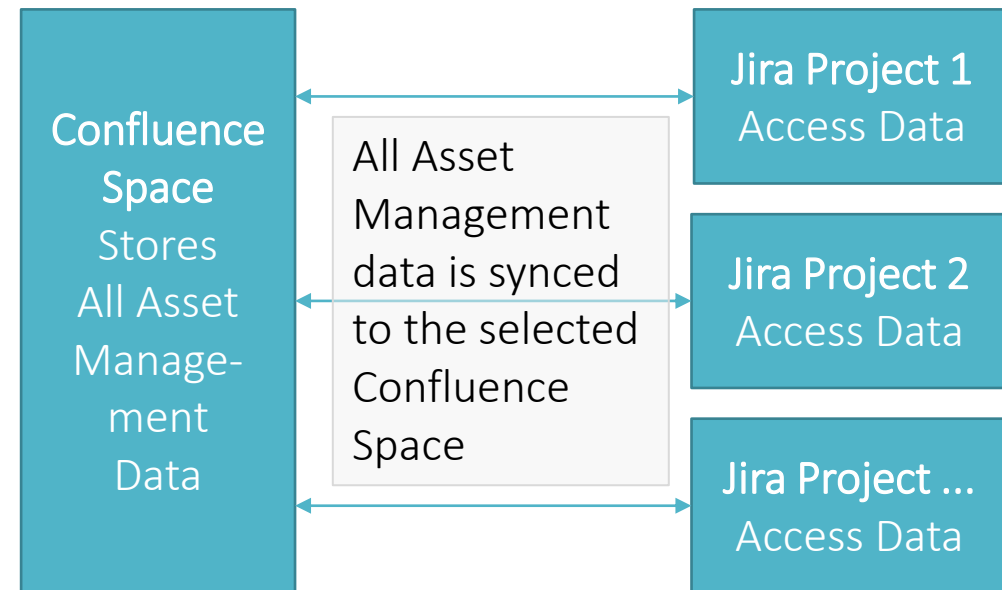 Confluence
Space
Stores
All Asset
Manage-
ment
Data
All Asset
Management
data is synced
to the selected
Confluence
Space
Jira Project 1
Access Data
Jira Project 2
Access Data
Jira Project ...
Access Data